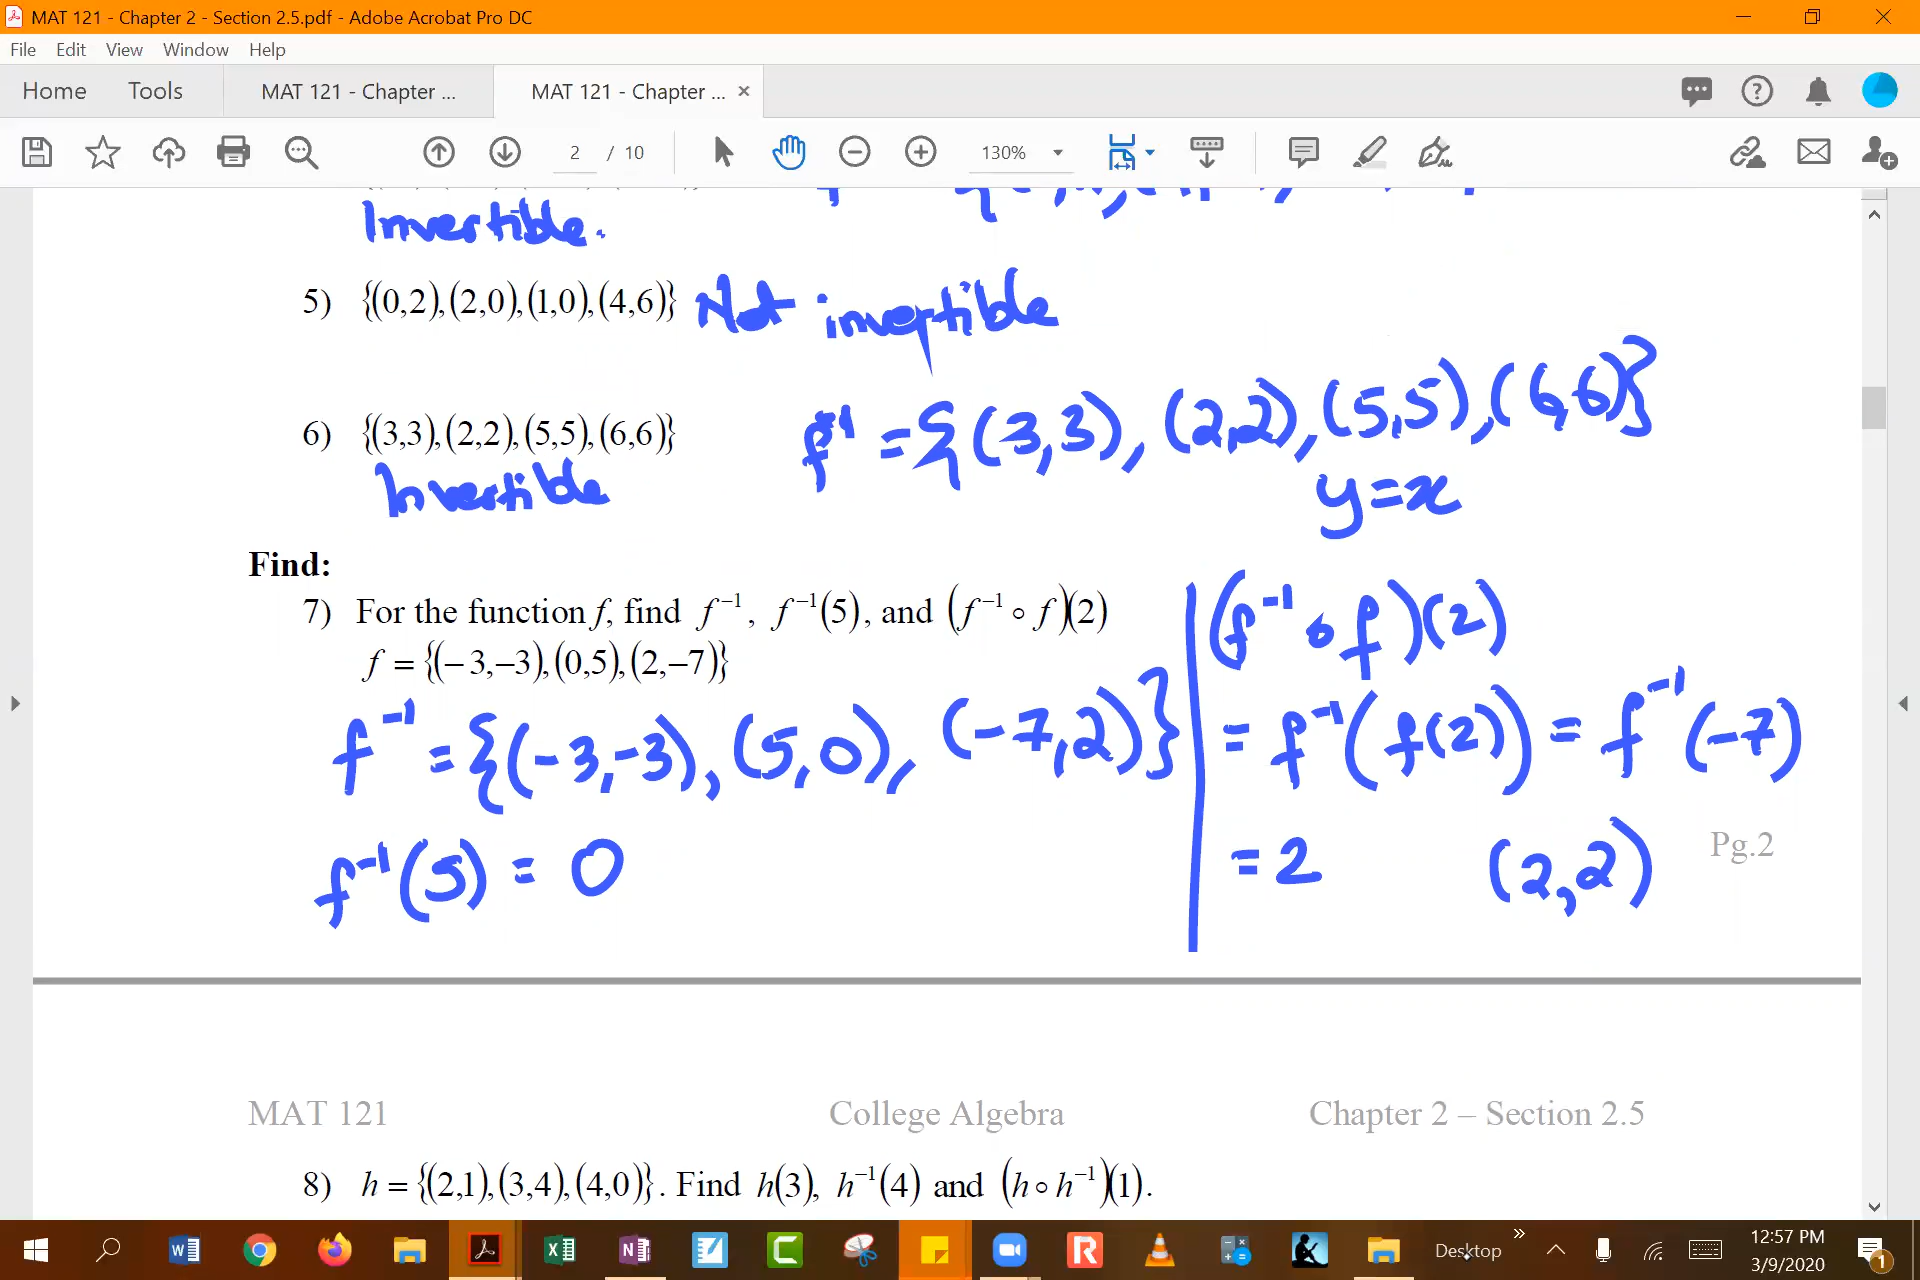 MAT 121 - Chapter 2 - Section 2.5.pdf - Adobe Acrobat Pro DC
File Edit View Window Help
Home Tools MAT 121 - Chapter ... MAT 121 - Chapter ... ×
2 / 10 130%
Invertible.
5) {(0,2),(2,0),(1,0),(4,6)} Not invertible
6) {(3,3),(2,2),(5,5),(6,6)} f⁻¹ = {(3,3), (2,2), (5,5), (6,6)}
Invertible y=x
Find:
7) For the function f, find f⁻¹, f⁻¹(5), and (f⁻¹∘f)(2)
f = {(−3,−3),(0,5),(2,−7)}
f⁻¹ = {(-3,-3), (5,0), (-7,2)}
f⁻¹(5) = 0
(f⁻¹∘f)(2)
= f⁻¹(f(2)) = f⁻¹(-7)
= 2 (2,2)
Pg.2
MAT 121 College Algebra Chapter 2 – Section 2.5
8) h = {(2,1),(3,4),(4,0)}. Find h(3), h⁻¹(4) and (h∘h⁻¹)(1).
Desktop 12:57 PM
3/9/2020 1